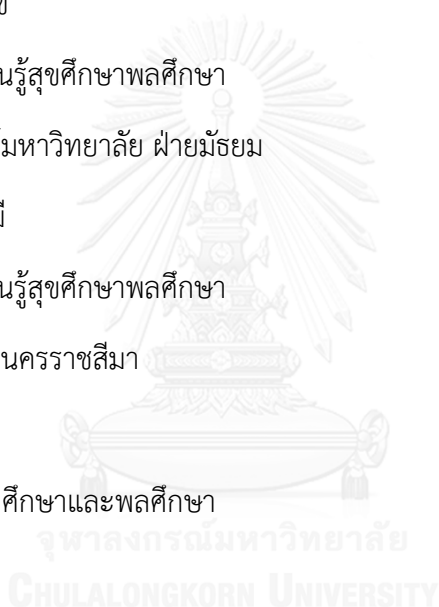 นรู้สุขศึกษาพลศึกษา
มหาวิทยาลัย ฝ่ายมัธยม
มี
นรู้สุขศึกษาพลศึกษา
นครราชสีมา
ศึกษาและพลศึกษา
จุฬาลงกรณ์มหาวิทยาลัย
CHULALONGKORN UNIVERSITY